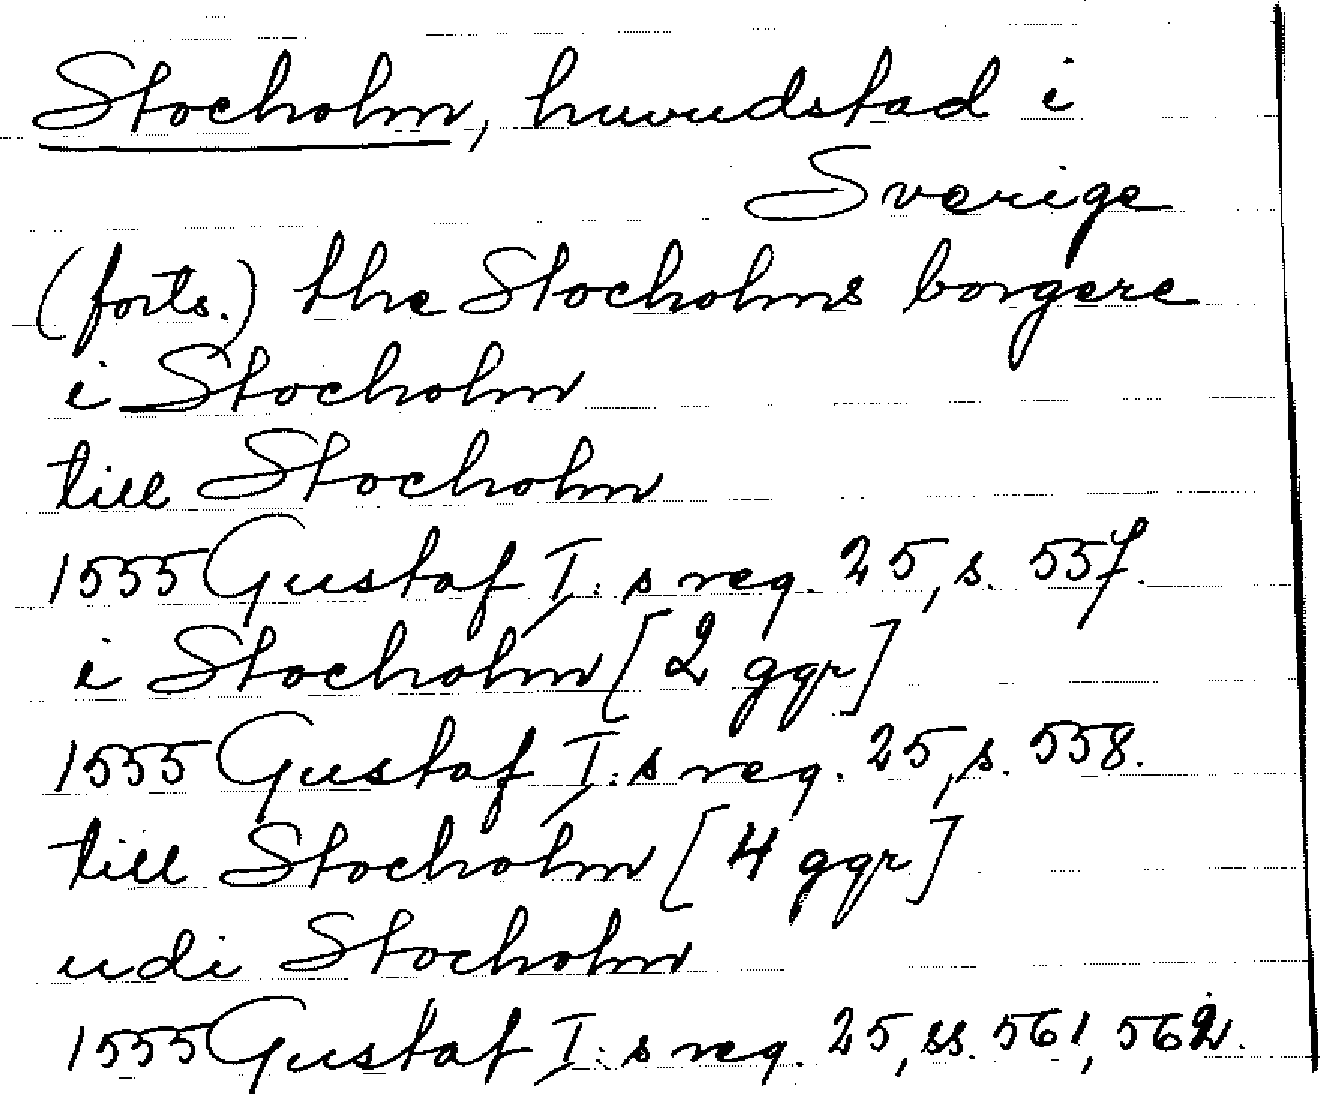 Stocholm, huvudstad i
Sverige
(forts.) the Stocholms borgere
i Stocholm
till Stocholm
1555 Gustaf I:s reg. 25, s. 557.
i Stocholm [2 ggr]
1555 Gustaf I:s reg. 25, s. 558.
till Stocholm [4 ggr]
udi Stocholm
1555 Gustaf I:s reg. 25, ss. 561, 562.